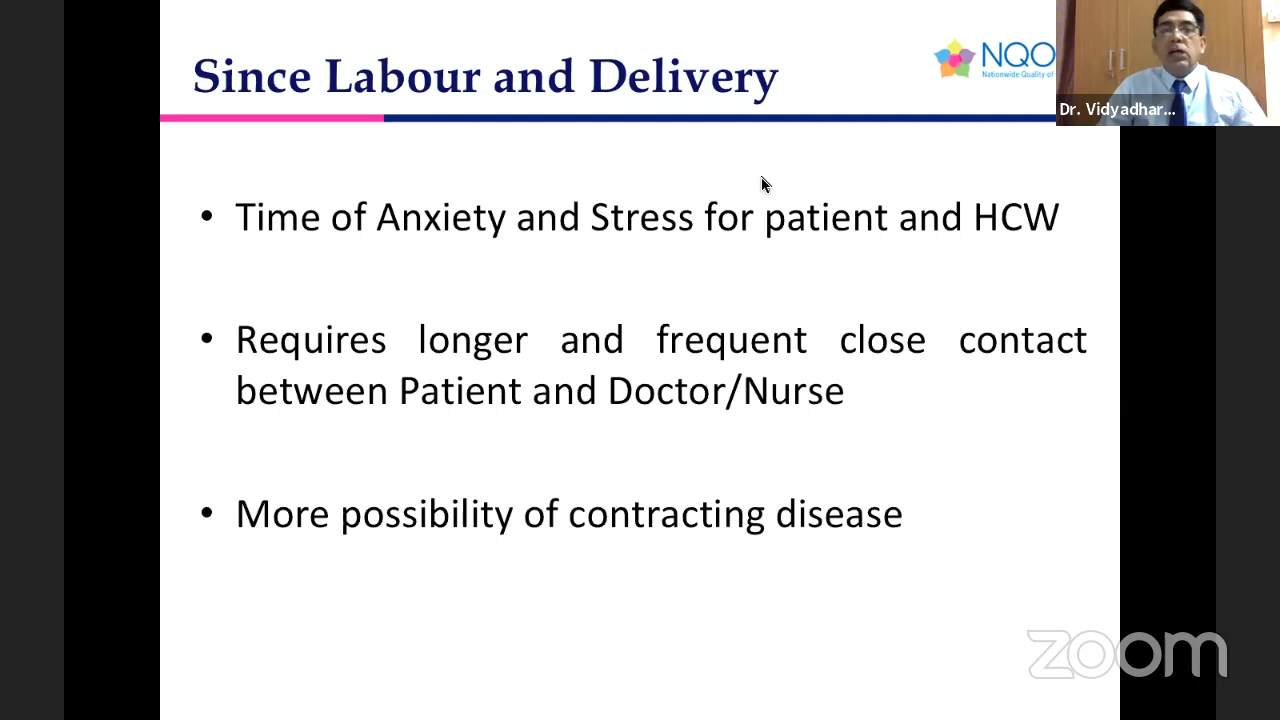 Since Labour and Delivery
NQO
Nationwide Quality of
Dr. Vidyadhar...
• Time of Anxiety and Stress for patient and HCW
• Requires longer and frequent close contact
between Patient and Doctor/Nurse
• More possibility of contracting disease
zoom